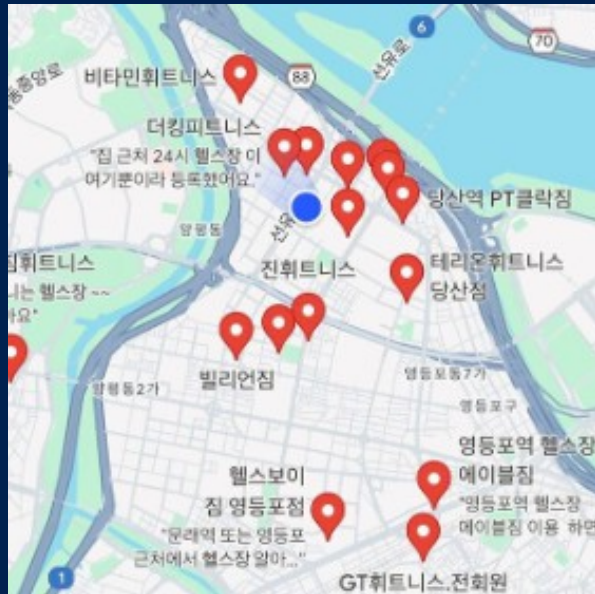 6
70
선유로
88
비타민휘트니스
더킹피트니스
"집 근처 24시 헬스장 이
여기뿐이라 등록했어요."
당산역 PT클락짐
양평동
짐휘트니스
니는 헬스장 ~~
진휘트니스
테리온휘트니스
당산점
빌리언짐
양평동2가
영등포동7가
영등포구
영등포역 헬스장
에이블짐
"영등포역 헬스장
에이블짐 이용 하면
헬스보이
짐 영등포점
"문래역 또는 영등포
근처에서 헬스장 알아..."
1
GT휘트니스.전회원